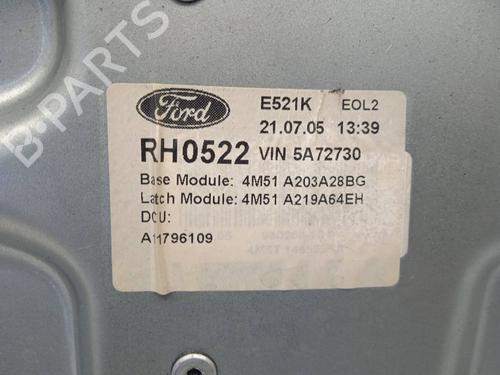 Ford
E521K EOL2
21.07.05 13:39
RH0522 VIN 5A72730
Base Module: 4M51 A203A28BG
Latch Module: 4M51 A219A64EH
DCU:
A11796109